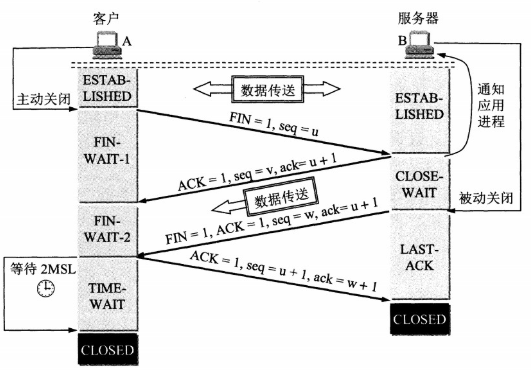 客户
服务器
A
B
ESTAB-
LISHED
数据传送
ESTAB-
LISHED
通知
应用
进程
主动关闭
FIN = 1, seq = u
FIN-
WAIT-1
ACK = 1, seq = v, ack= u + 1
CLOSE-
WAIT
数据传送
被动关闭
FIN = 1, ACK = 1, seq = w, ack= u + 1
FIN-
WAIT-2
LAST-
ACK
等待 2MSL
ACK = 1, seq = u + 1, ack = w + 1
TIME-
WAIT
CLOSED
CLOSED